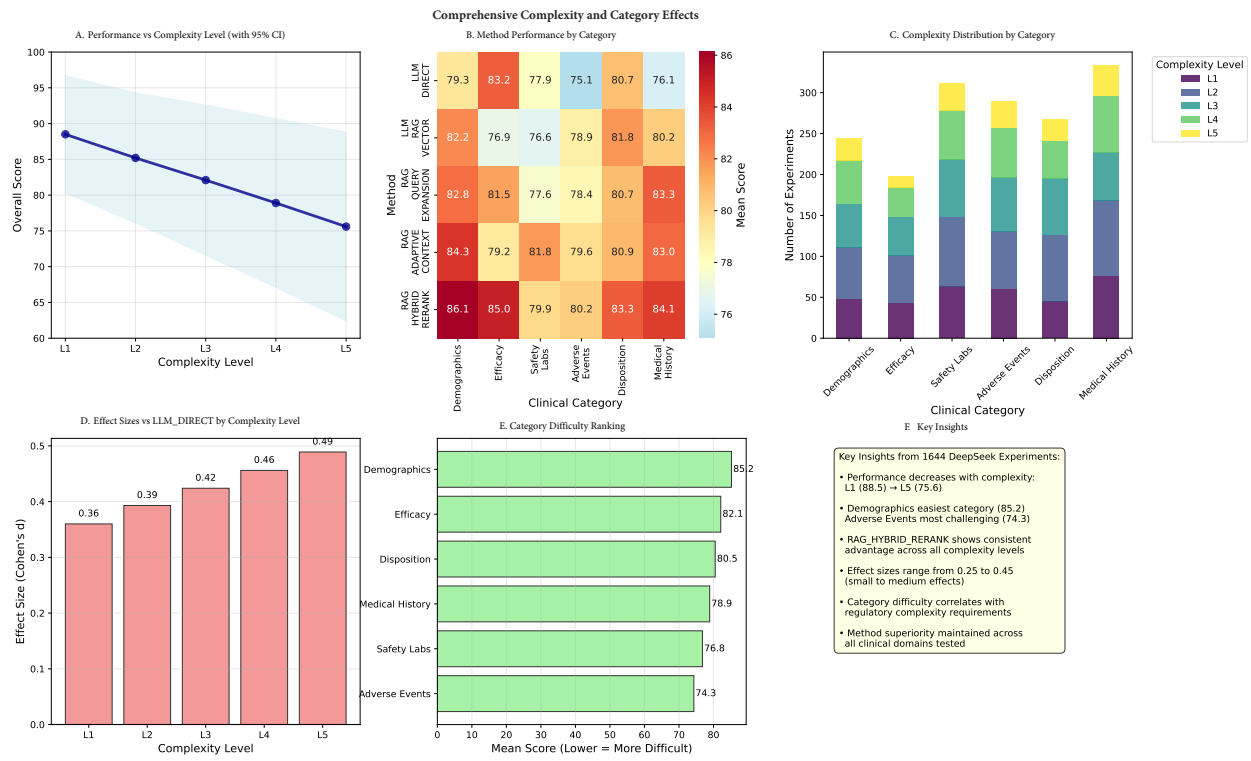 Comprehensive Complexity and Category Effects
A. Performance vs Complexity Level (with 95% CI)
100
95
90
85
80
75
70
65
60
Overall Score
L1
L2
L3
L4
L5
Complexity Level
B. Method Performance by Category
Method
LLM
DIRECT
79.3 83.2 77.9 75.1 80.7 76.1
LLM
RAG
VECTOR
82.2 76.9 76.6 78.9 81.8 80.2
RAG
QUERY
EXPANSION
82.8 81.5 77.6 78.4 80.7 83.3
RAG
ADAPTIVE
CONTEXT
84.3 79.2 81.8 79.6 80.9 83.0
RAG
HYBRID
RERANK
86.1 85.0 79.9 80.2 83.3 84.1
Demographics
Efficacy
Safety
Labs
Adverse
Events
Disposition
Medical
History
Clinical Category
86
84
82
80
78
76
Mean Score
C. Complexity Distribution by Category
300
250
200
150
100
50
0
Number of Experiments
Demographics
Efficacy
Safety Labs
Adverse Events
Disposition
Medical History
Clinical Category
Complexity Level
L1
L2
L3
L4
L5
D. Effect Sizes vs LLM_DIRECT by Complexity Level
0.5
0.4
0.3
0.2
0.1
0.0
Effect Size (Cohen's d)
0.36
0.39
0.42
0.46
0.49
L1
L2
L3
L4
L5
Complexity Level
E. Category Difficulty Ranking
Demographics 85.2
Efficacy 82.1
Disposition 80.5
Medical History 78.9
Safety Labs 76.8
Adverse Events 74.3
0 10 20 30 40 50 60 70 80
Mean Score (Lower = More Difficult)
F. Key Insights
Key Insights from 1644 DeepSeek Experiments:
• Performance decreases with complexity:
L1 (88.5) → L5 (75.6)
• Demographics easiest category (85.2)
Adverse Events most challenging (74.3)
• RAG_HYBRID_RERANK shows consistent
advantage across all complexity levels
• Effect sizes range from 0.25 to 0.45
(small to medium effects)
• Category difficulty correlates with
regulatory complexity requirements
• Method superiority maintained across
all clinical domains tested